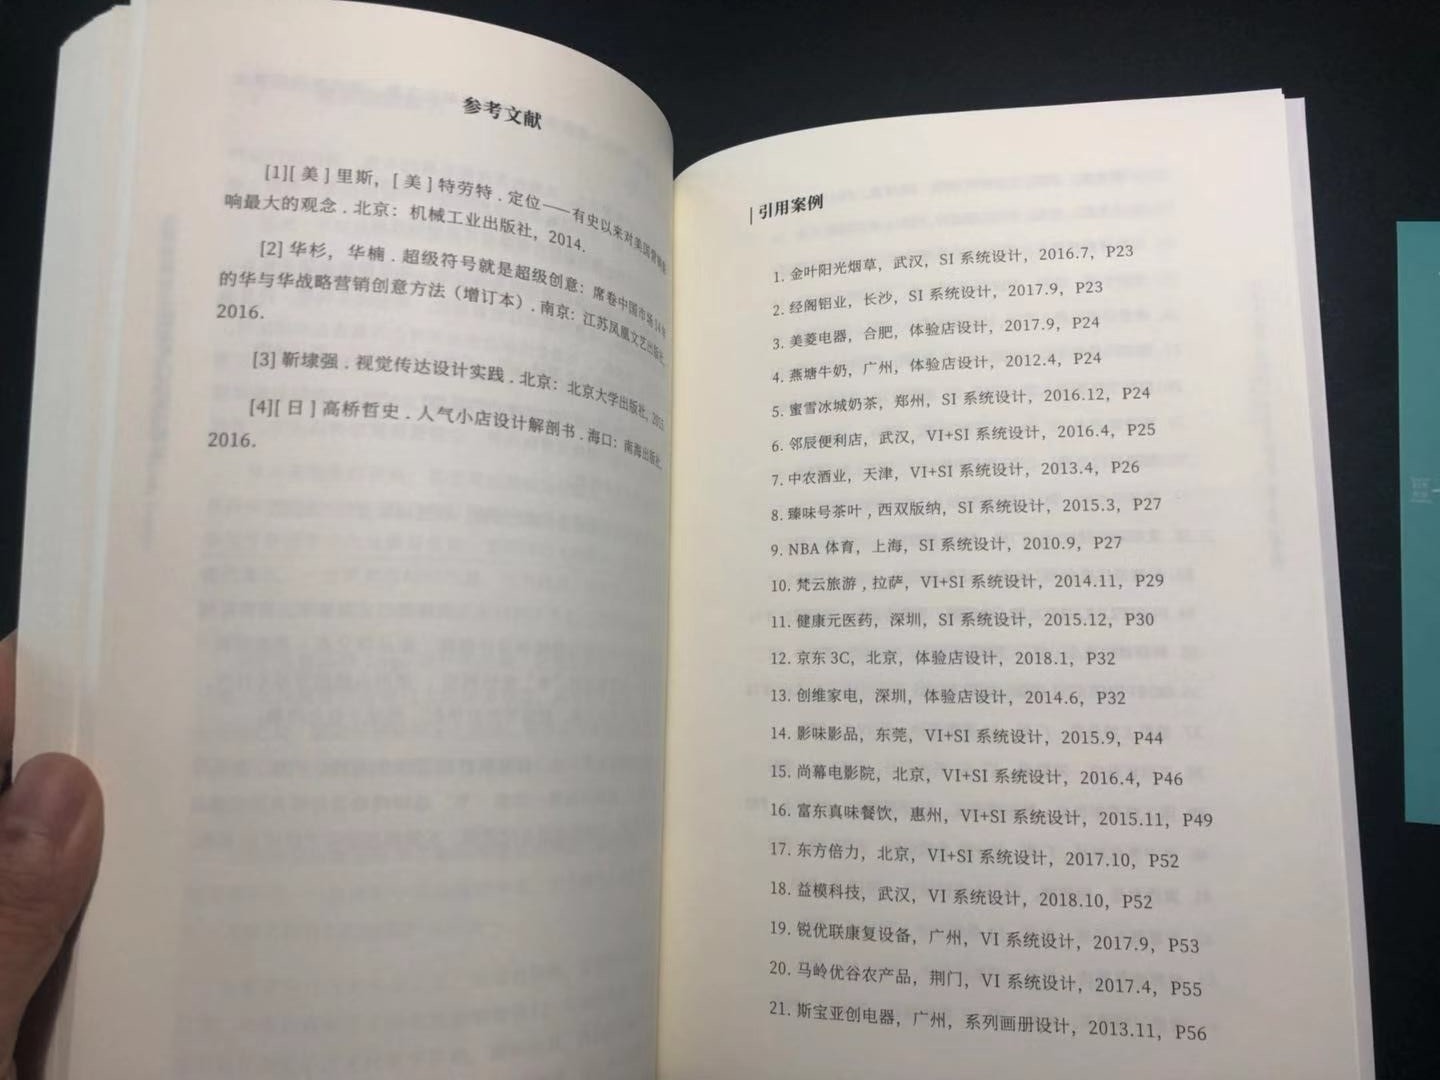 参考文献
[1][美]里斯，[美]特劳特．定位——有史以来对美国营销影
响最大的观念．北京：机械工业出版社，2014.
[2] 华杉，华楠．超级符号就是超级创意：席卷中国市场14年
的华与华战略营销创意方法（增订本）．南京：江苏凤凰文艺出版社，
2016.
[3] 靳埭强．视觉传达设计实践．北京：北京大学出版社，2015.
[4][日]高桥哲史．人气小店设计解剖书．海口：南海出版社，
2016.
引用案例
1. 金叶阳光烟草，武汉，SI 系统设计，2016.7，P23
2. 经阁铝业，长沙，SI 系统设计，2017.9，P23
3. 美菱电器，合肥，体验店设计，2017.9，P24
4. 燕塘牛奶，广州，体验店设计，2012.4，P24
5. 蜜雪冰城奶茶，郑州，SI 系统设计，2016.12，P24
6. 邻辰便利店，武汉，VI+SI 系统设计，2016.4，P25
7. 中农酒业，天津，VI+SI 系统设计，2013.4，P26
8. 臻味号茶叶，西双版纳，SI 系统设计，2015.3，P27
9. NBA 体育，上海，SI 系统设计，2010.9，P27
10. 梵云旅游，拉萨，VI+SI 系统设计，2014.11，P29
11. 健康元医药，深圳，SI 系统设计，2015.12，P30
12. 京东 3C，北京，体验店设计，2018.1，P32
13. 创维家电，深圳，体验店设计，2014.6，P32
14. 影味影品，东莞，VI+SI 系统设计，2015.9，P44
15. 尚幕电影院，北京，VI+SI 系统设计，2016.4，P46
16. 富东真味餐饮，惠州，VI+SI 系统设计，2015.11，P49
17. 东方倍力，北京，VI+SI 系统设计，2017.10，P52
18. 益模科技，武汉，VI 系统设计，2018.10，P52
19. 锐优联康复设备，广州，VI 系统设计，2017.9，P53
20. 马岭优谷农产品，荆门，VI 系统设计，2017.4，P55
21. 斯宝亚创电器，广州，系列画册设计，2013.11，P56